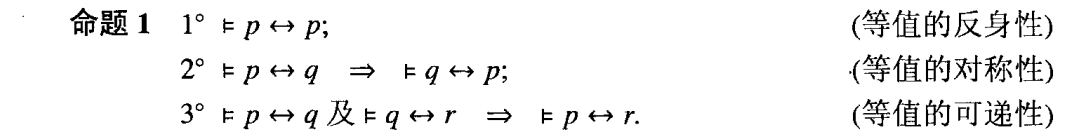 命题 1 1° ⊨ p ↔ p; (等值的反身性)
2° ⊨ p ↔ q ⇒ ⊨ q ↔ p; (等值的对称性)
3° ⊨ p ↔ q 及 ⊨ q ↔ r ⇒ ⊨ p ↔ r. (等值的可递性)